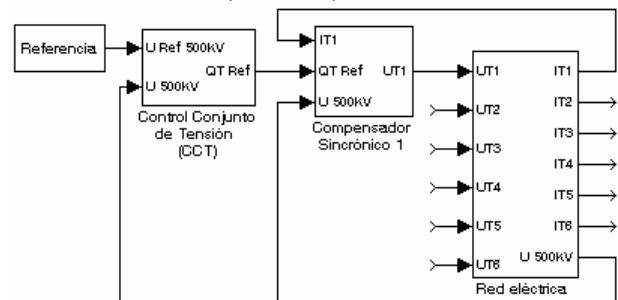 Referencia
U Ref 500kV
QT Ref
U 500kV
Control Conjunto
de Tensión
(CCT)
IT1
QT Ref UT1
U 500kV
Compensador
Sincrónico 1
UT1 IT1
UT2 IT2
UT3 IT3
UT4 IT4
UT5 IT5
UT6 IT6
U 500kV
Red eléctrica